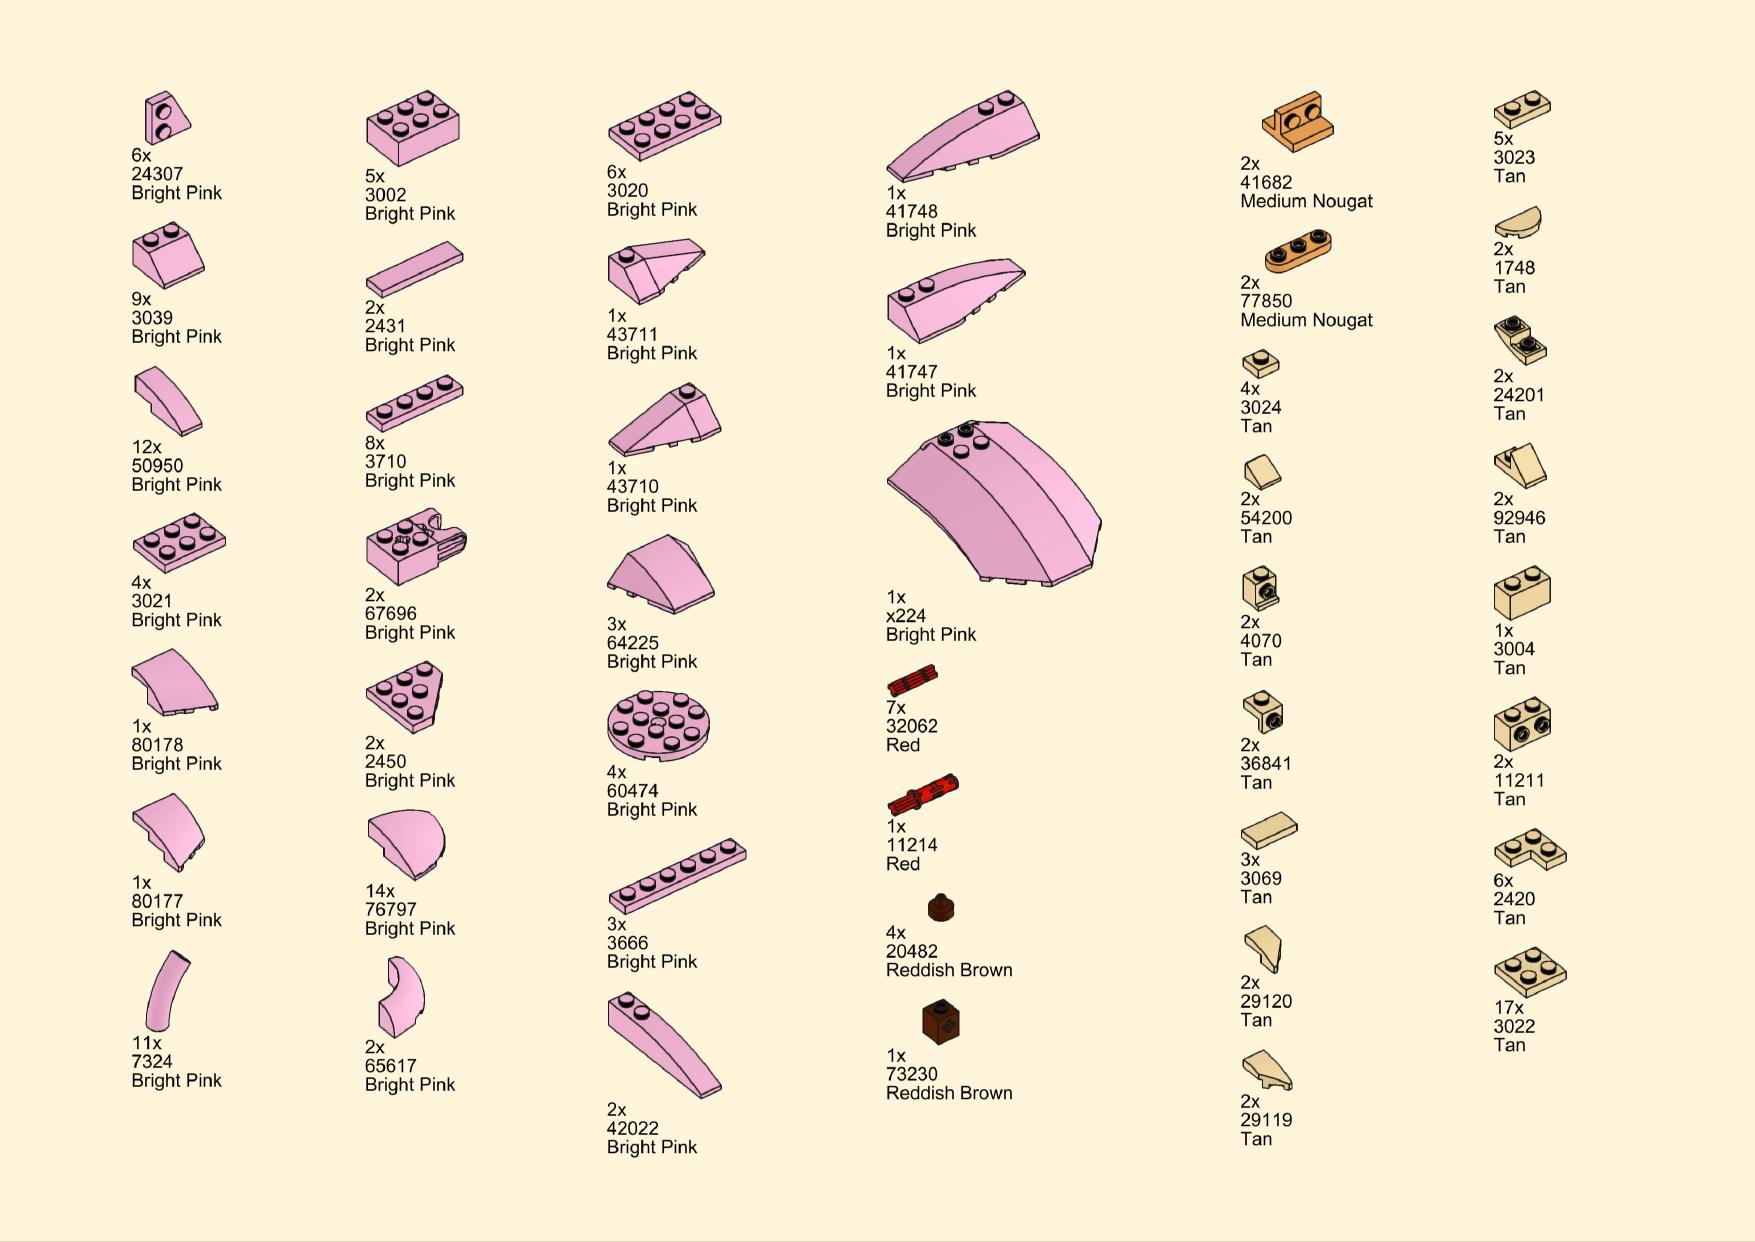 6x
24307
Bright Pink
9x
3039
Bright Pink
12x
50950
Bright Pink
4x
3021
Bright Pink
1x
80178
Bright Pink
1x
80177
Bright Pink
11x
7324
Bright Pink
5x
3002
Bright Pink
2x
2431
Bright Pink
8x
3710
Bright Pink
2x
67696
Bright Pink
2x
2450
Bright Pink
14x
76797
Bright Pink
2x
65617
Bright Pink
6x
3020
Bright Pink
1x
43711
Bright Pink
1x
43710
Bright Pink
3x
64225
Bright Pink
4x
60474
Bright Pink
3x
3666
Bright Pink
2x
42022
Bright Pink
1x
41748
Bright Pink
1x
41747
Bright Pink
1x
x224
Bright Pink
7x
32062
Red
1x
11214
Red
4x
20482
Reddish Brown
1x
73230
Reddish Brown
2x
41682
Medium Nougat
2x
77850
Medium Nougat
4x
3024
Tan
2x
54200
Tan
2x
4070
Tan
2x
36841
Tan
3x
3069
Tan
2x
29120
Tan
2x
29119
Tan
5x
3023
Tan
2x
1748
Tan
2x
24201
Tan
2x
92946
Tan
1x
3004
Tan
2x
11211
Tan
6x
2420
Tan
17x
3022
Tan